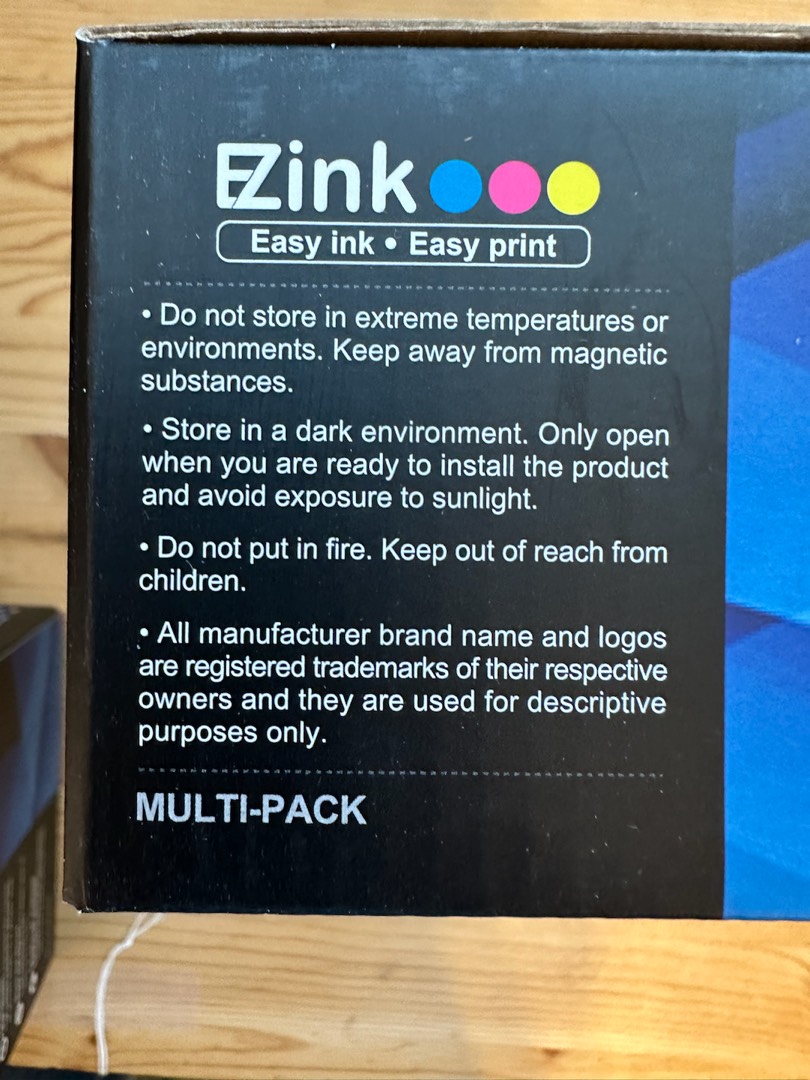 EZink
Easy ink • Easy print
• Do not store in extreme temperatures or
environments. Keep away from magnetic
substances.
• Store in a dark environment. Only open
when you are ready to install the product
and avoid exposure to sunlight.
• Do not put in fire. Keep out of reach from
children.
• All manufacturer brand name and logos
are registered trademarks of their respective
owners and they are used for descriptive
purposes only.
MULTI-PACK